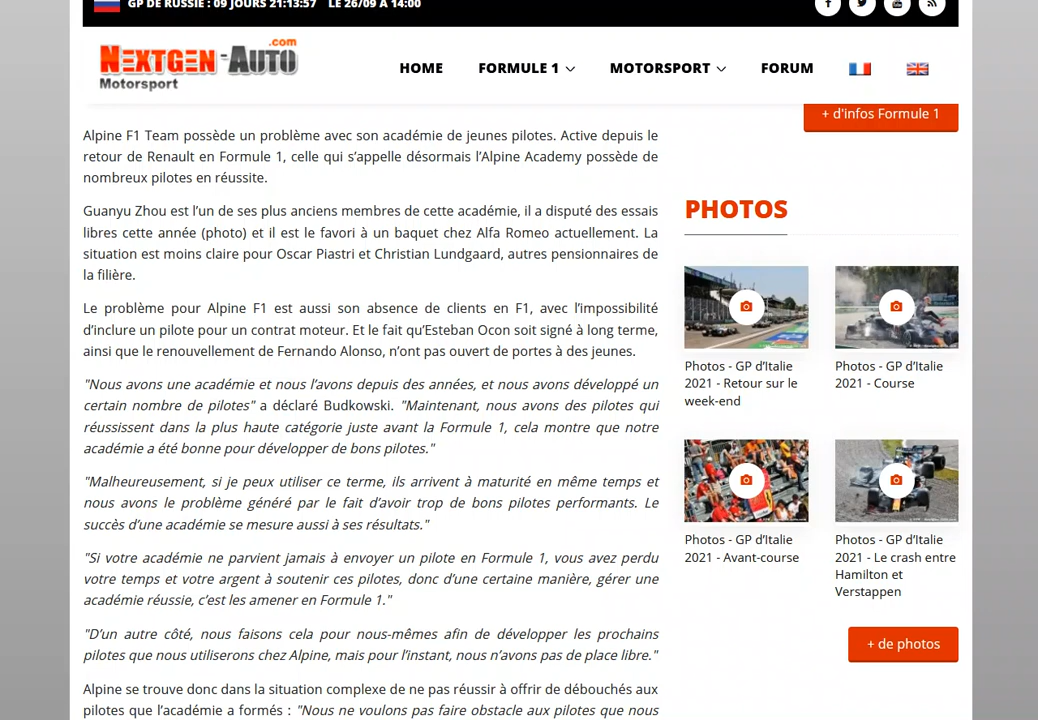 GP DE RUSSIE : 09 JOURS 21:13:57 LE 26/09 À 14:00
NEXTGEN-AUTO.com
Motorsport
HOME
FORMULE 1
MOTORSPORT
FORUM
+ d'infos Formule 1
Alpine F1 Team possède un problème avec son académie de jeunes pilotes. Active depuis le
retour de Renault en Formule 1, celle qui s’appelle désormais l’Alpine Academy possède de
nombreux pilotes en réussite.
Guanyu Zhou est l’un de ses plus anciens membres de cette académie, il a disputé des essais
libres cette année (photo) et il est le favori à un baquet chez Alfa Romeo actuellement. La
situation est moins claire pour Oscar Piastri et Christian Lundgaard, autres pensionnaires de
la filière.
Le problème pour Alpine F1 est aussi son absence de clients en F1, avec l’impossibilité
d’inclure un pilote pour un contrat moteur. Et le fait qu’Esteban Ocon soit signé à long terme,
ainsi que le renouvellement de Fernando Alonso, n’ont pas ouvert de portes à des jeunes.
"Nous avons une académie et nous l’avons depuis des années, et nous avons développé un
certain nombre de pilotes" a déclaré Budkowski. "Maintenant, nous avons des pilotes qui
réussissent dans la plus haute catégorie juste avant la Formule 1, cela montre que notre
académie a été bonne pour développer de bons pilotes."
"Malheureusement, si je peux utiliser ce terme, ils arrivent à maturité en même temps et
nous avons le problème généré par le fait d’avoir trop de bons pilotes performants. Le
succès d’une académie se mesure aussi à ses résultats."
"Si votre académie ne parvient jamais à envoyer un pilote en Formule 1, vous avez perdu
votre temps et votre argent à soutenir ces pilotes, donc d’une certaine manière, gérer une
académie réussie, c’est les amener en Formule 1."
"D’un autre côté, nous faisons cela pour nous-mêmes afin de développer les prochains
pilotes que nous utiliserons chez Alpine, mais pour l’instant, nous n’avons pas de place libre."
Alpine se trouve donc dans la situation complexe de ne pas réussir à offrir de débouchés aux
pilotes que l’académie a formés : "Nous ne voulons pas faire obstacle aux pilotes que nous
PHOTOS
Photos - GP d’Italie
2021 - Retour sur le
week-end
Photos - GP d’Italie
2021 - Course
Photos - GP d’Italie
2021 - Avant-course
Photos - GP d’Italie
2021 - Le crash entre
Hamilton et
Verstappen
+ de photos